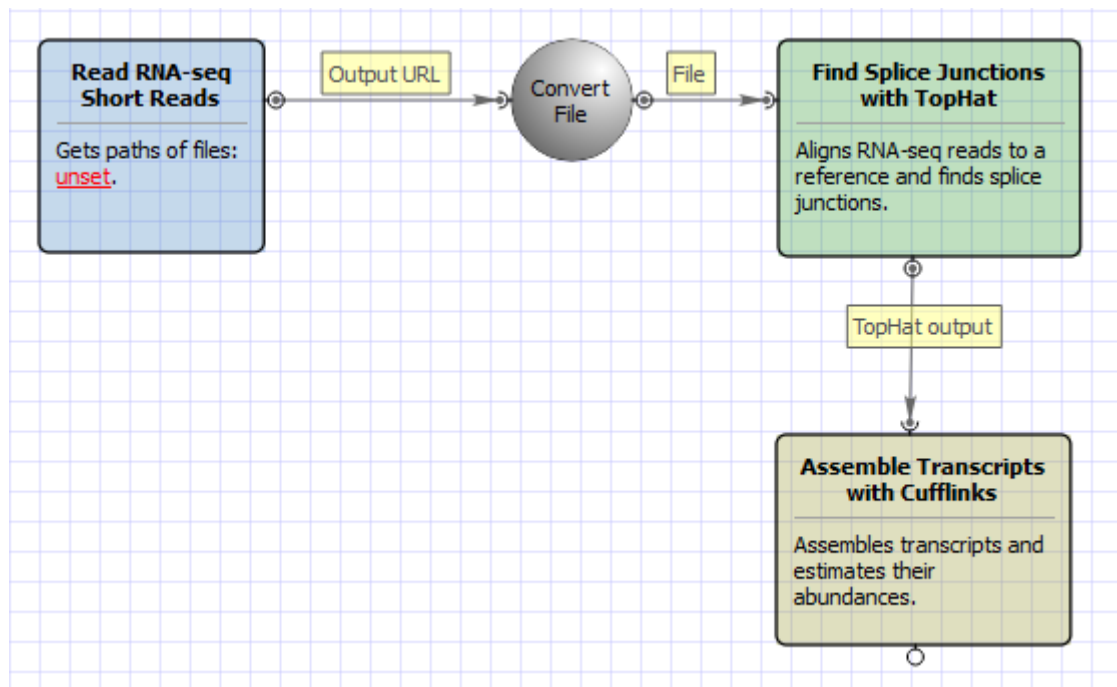 Read RNA-seq
Short Reads
Gets paths of files:
unset.
Output URL
Convert
File
File
Find Splice Junctions
with TopHat
Aligns RNA-seq reads to a
reference and finds splice
junctions.
TopHat output
Assemble Transcripts
with Cufflinks
Assembles transcripts and
estimates their
abundances.